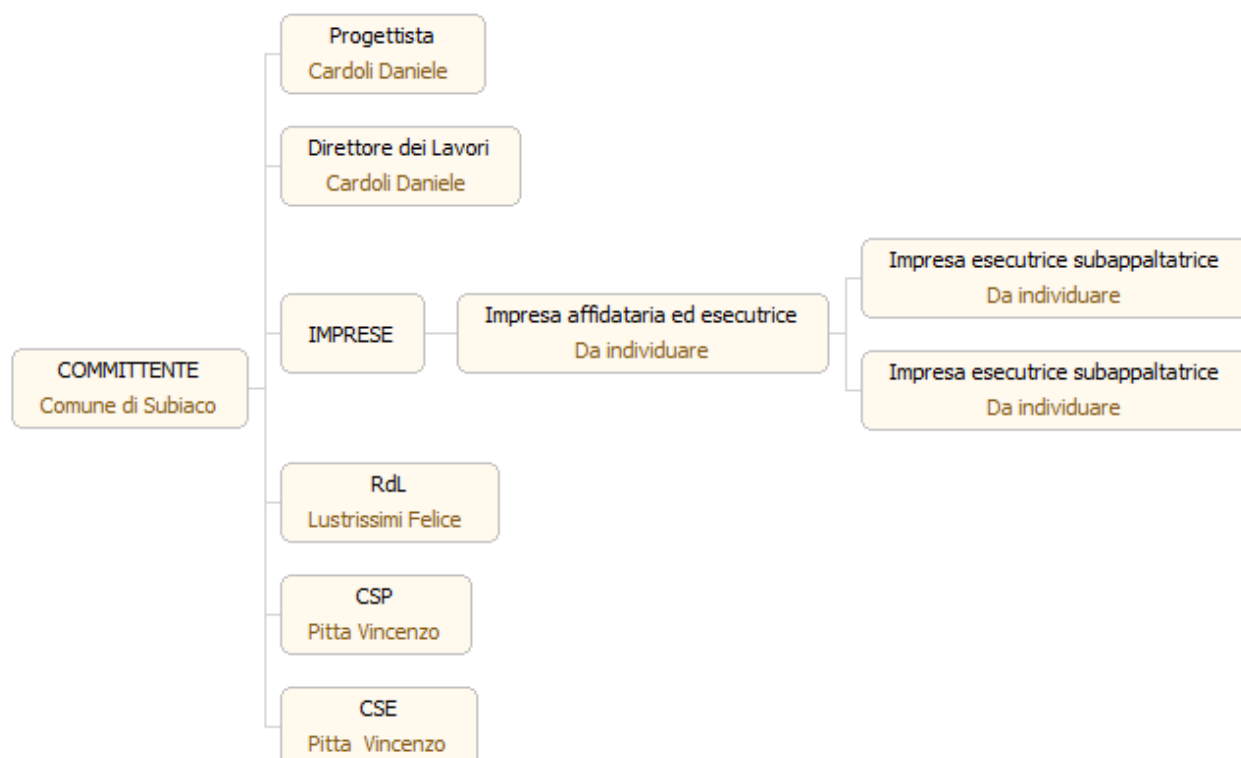 Progettista
Cardoli Daniele
Direttore dei Lavori
Cardoli Daniele
Impresa esecutrice subappaltatrice
Da individuare
IMPRESE
Impresa affidataria ed esecutrice
Da individuare
COMMITTENTE
Comune di Subiaco
Impresa esecutrice subappaltatrice
Da individuare
RdL
Lustrissimi Felice
CSP
Pitta Vincenzo
CSE
Pitta Vincenzo